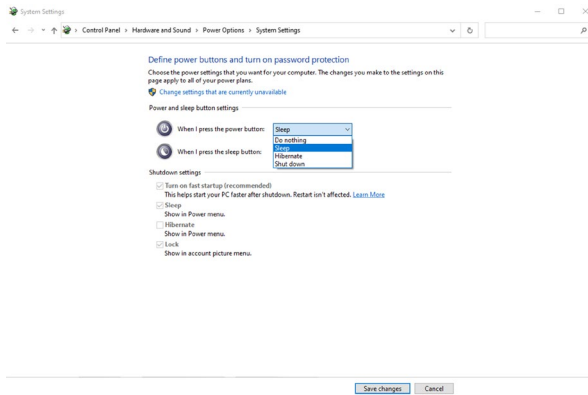 System Settings
Control Panel > Hardware and Sound > Power Options > System Settings
Define power buttons and turn on password protection
Choose the power settings that you want for your computer. The changes you make to the settings on this
page apply to all of your power plans.
Change settings that are currently unavailable
Power and sleep button settings
When I press the power button: Sleep
Do nothing
Sleep
When I press the sleep button:
Hibernate
Shut down
Shutdown settings
Turn on fast startup (recommended)
This helps start your PC faster after shutdown. Restart isn't affected. Learn More
Sleep
Show in Power menu.
Hibernate
Show in Power menu.
Lock
Show in account picture menu.
Save changes Cancel